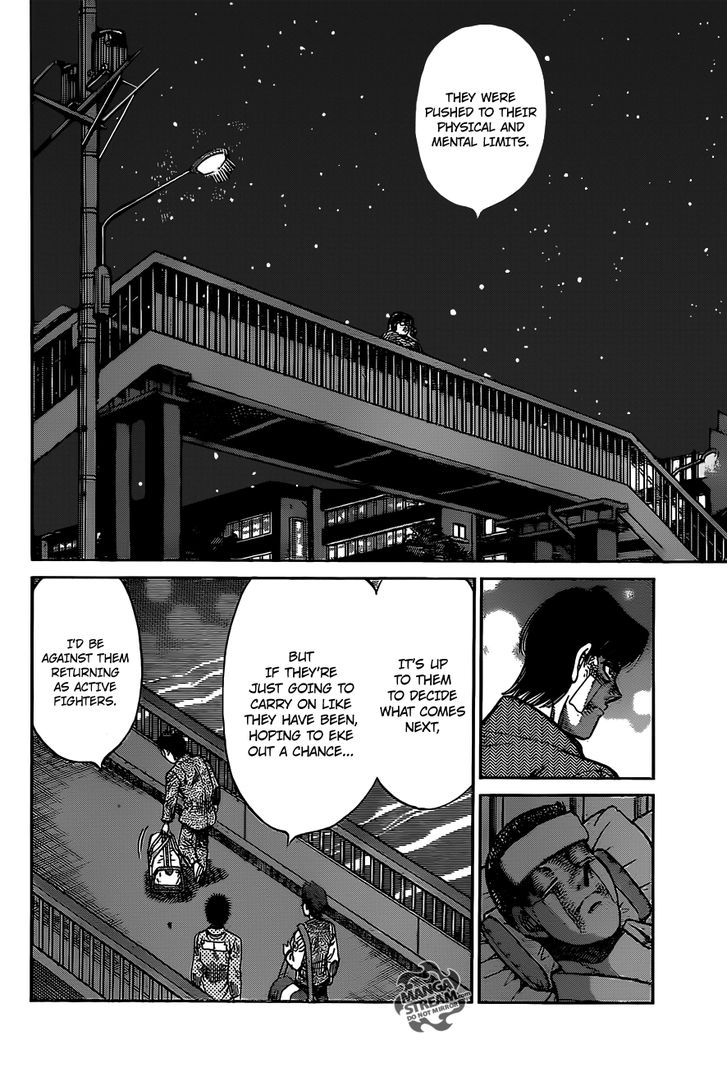 THEY WERE
PUSHED TO THEIR
PHYSICAL AND
MENTAL LIMITS.
IT'S UP
TO THEM
TO DECIDE
WHAT COMES
NEXT,
BUT
IF THEY'RE
JUST GOING TO
CARRY ON LIKE
THEY HAVE BEEN,
HOPING TO EKE
OUT A CHANCE...
I'D BE
AGAINST THEM
RETURNING
AS ACTIVE
FIGHTERS.
MANGA
STREAM
DO NOT MIRROR